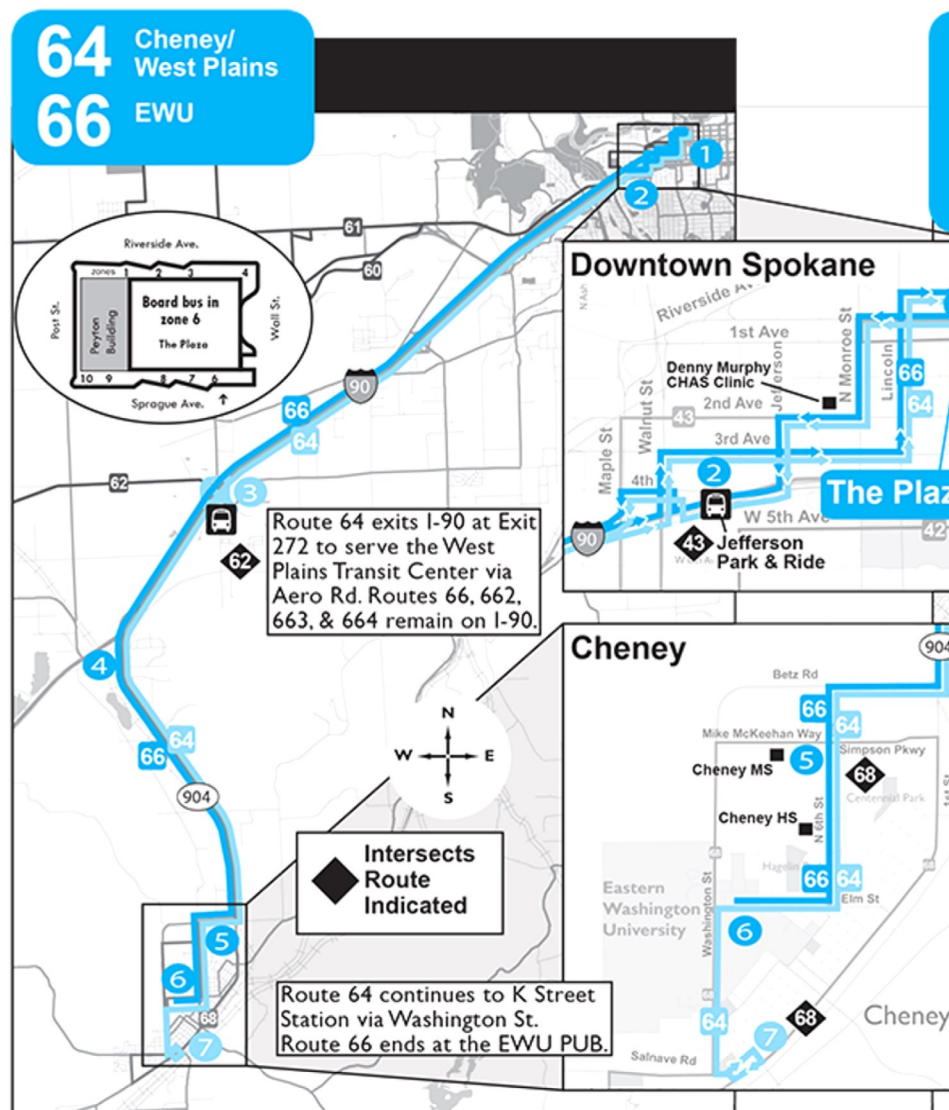 64 Cheney/
West Plains
66 EWU
1
2
61
60
Riverside Ave.
zones 1 2 3 4
Post St.
Peyton
Building
Board bus in
zone 6
The Plaza
Wall St.
10 9 8 7 6
Sprague Ave.
90
66
64
62
3
62
Route 64 exits I-90 at Exit
272 to serve the West
Plains Transit Center via
Aero Rd. Routes 66, 662,
663, & 664 remain on I-90.
4
66
64
904
N
W E
S
Intersects
Route
Indicated
5
6
68
7
Route 64 continues to K Street
Station via Washington St.
Route 66 ends at the EWU PUB.
Downtown Spokane
N Ash
Riverside Av
1st Ave
Denny Murphy
CHAS Clinic
Jefferson
N Monroe St
Lincoln
66
64
2nd Ave
43
Walnut St
Maple St
3rd Ave
4th
2
The Plaz
90
W 5th Ave
42
43
Jefferson
Park & Ride
Cheney
904
Betz Rd
66
64
Mike McKeehan Way
Simpson Pkwy
5
Cheney MS
68
Centennial Park
1st St
Cheney HS
N 6th St
66
64
Elm St
Eastern
Washington
University
Washington St
6
64
68
Cheney
7
Salnave Rd